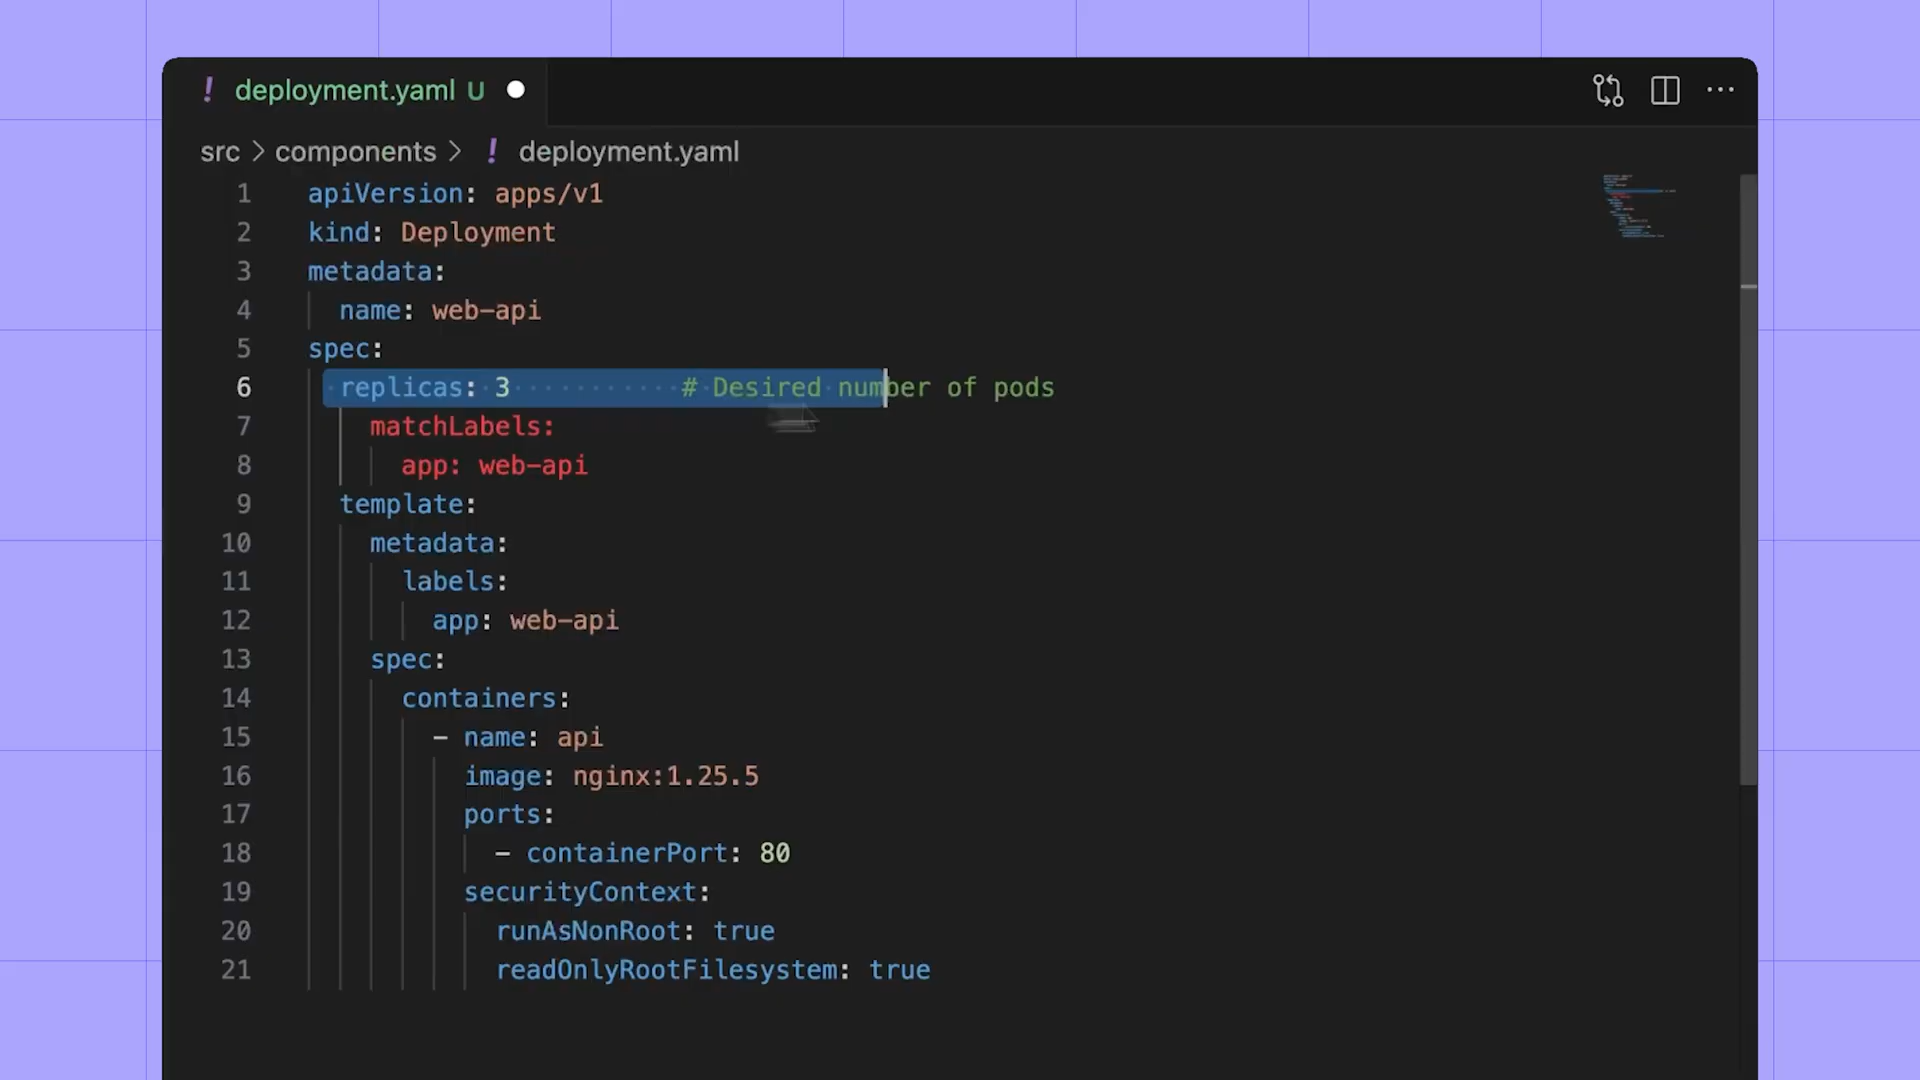 ! deployment.yaml U
src > components > ! deployment.yaml
1 apiVersion: apps/v1
2 kind: Deployment
3 metadata:
4 name: web-api
5 spec:
6 replicas: 3 # Desired number of pods
7 matchLabels:
8 app: web-api
9 template:
10 metadata:
11 labels:
12 app: web-api
13 spec:
14 containers:
15 - name: api
16 image: nginx:1.25.5
17 ports:
18 - containerPort: 80
19 securityContext:
20 runAsNonRoot: true
21 readOnlyRootFilesystem: true